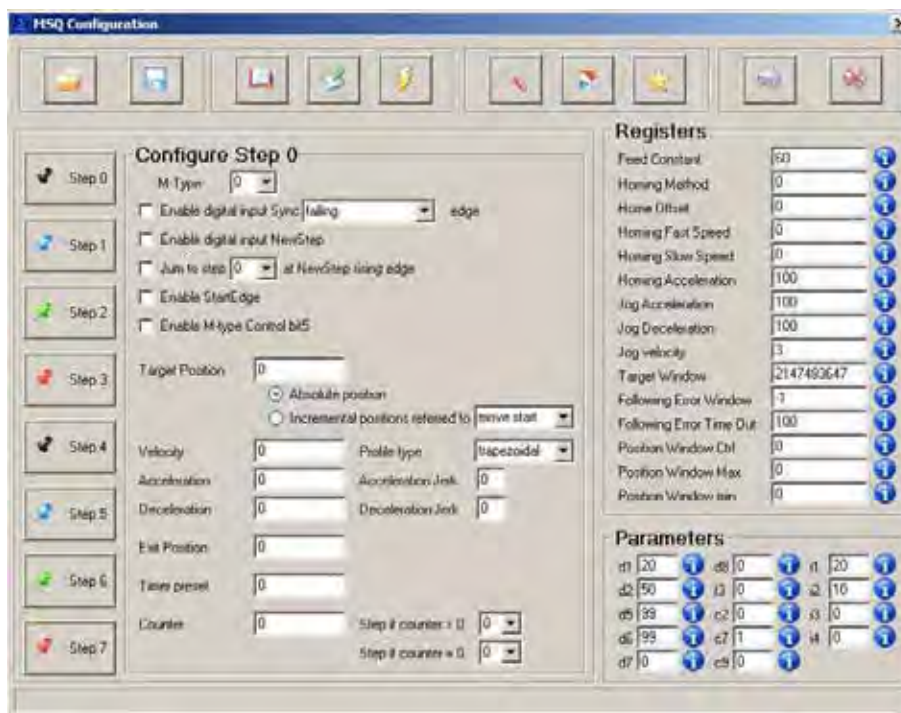 MSQ Configuration
Step 0
Step 1
Step 2
Step 3
Step 4
Step 5
Step 6
Step 7
Configure Step 0
M-Type 0
Enable digital input Sync falling edge
Enable digital input NewStep
Jum to step 0 at NewStep rising edge
Enable StartEdge
Enable M-type Control bit5
Target Position 0
Absolute position
Incremental positions referred to move start
Velocity 0 Profile type trapezoidal
Acceleration 0 Acceleration Jerk 0
Deceleration 0 Deceleration Jerk 0
Exit Position 0
Timer preset 0
Counter 0 Step if counter > 0 0
Step if counter = 0 0
Registers
Feed Constant 60
Homing Method 0
Home Offset 0
Homing Fast Speed 0
Homing Slow Speed 0
Homing Acceleration 100
Jog Acceleration 100
Jog Deceleration 100
Jog velocity 3
Target Window 2147483647
Following Error Window -1
Following Error Time Out 100
Position Window Ctrl 0
Position Window Max 0
Position Window min 0
Parameters
d1 20 d8 0 i1 20
d2 50 0 i2 16
d5 99 c2 0 i3 0
d6 99 c7 1 i4 0
d7 0 c9 0